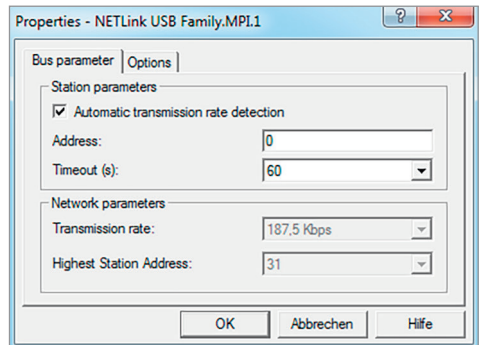 Properties - NETLink USB Family.MPI.1
Bus parameter Options
Station parameters
Automatic transmission rate detection
Address: 0
Timeout (s): 60
Network parameters
Transmission rate: 187,5 Kbps
Highest Station Address: 31
OK Abbrechen Hilfe